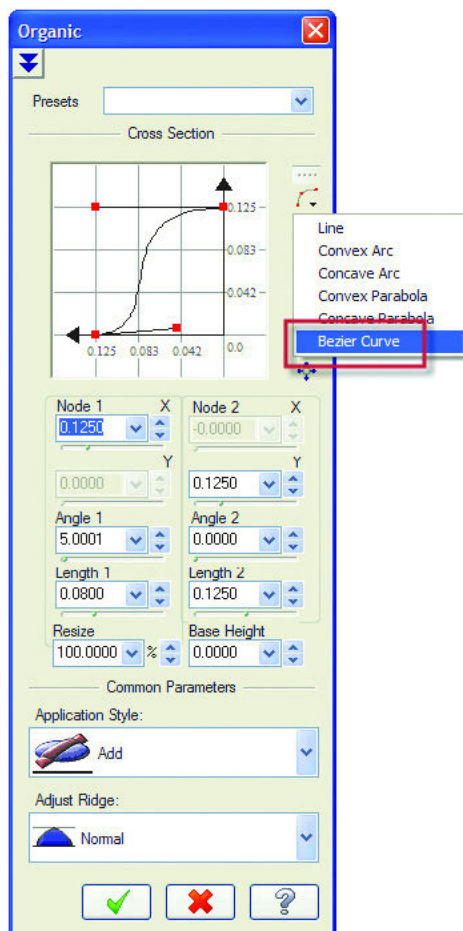 Organic
Presets
Cross Section
0.125
0.083
0.042
0.125 0.083 0.042 0.0
Line
Convex Arc
Concave Arc
Convex Parabola
Concave Parabola
Bezier Curve
Node 1 X Node 2 X
0.1250 -0.0000
Y Y
0.0000 0.1250
Angle 1 Angle 2
5.0001 0.0000
Length 1 Length 2
0.0800 0.1250
Resize Base Height
100.0000 % 0.0000
Common Parameters
Application Style:
Add
Adjust Ridge:
Normal